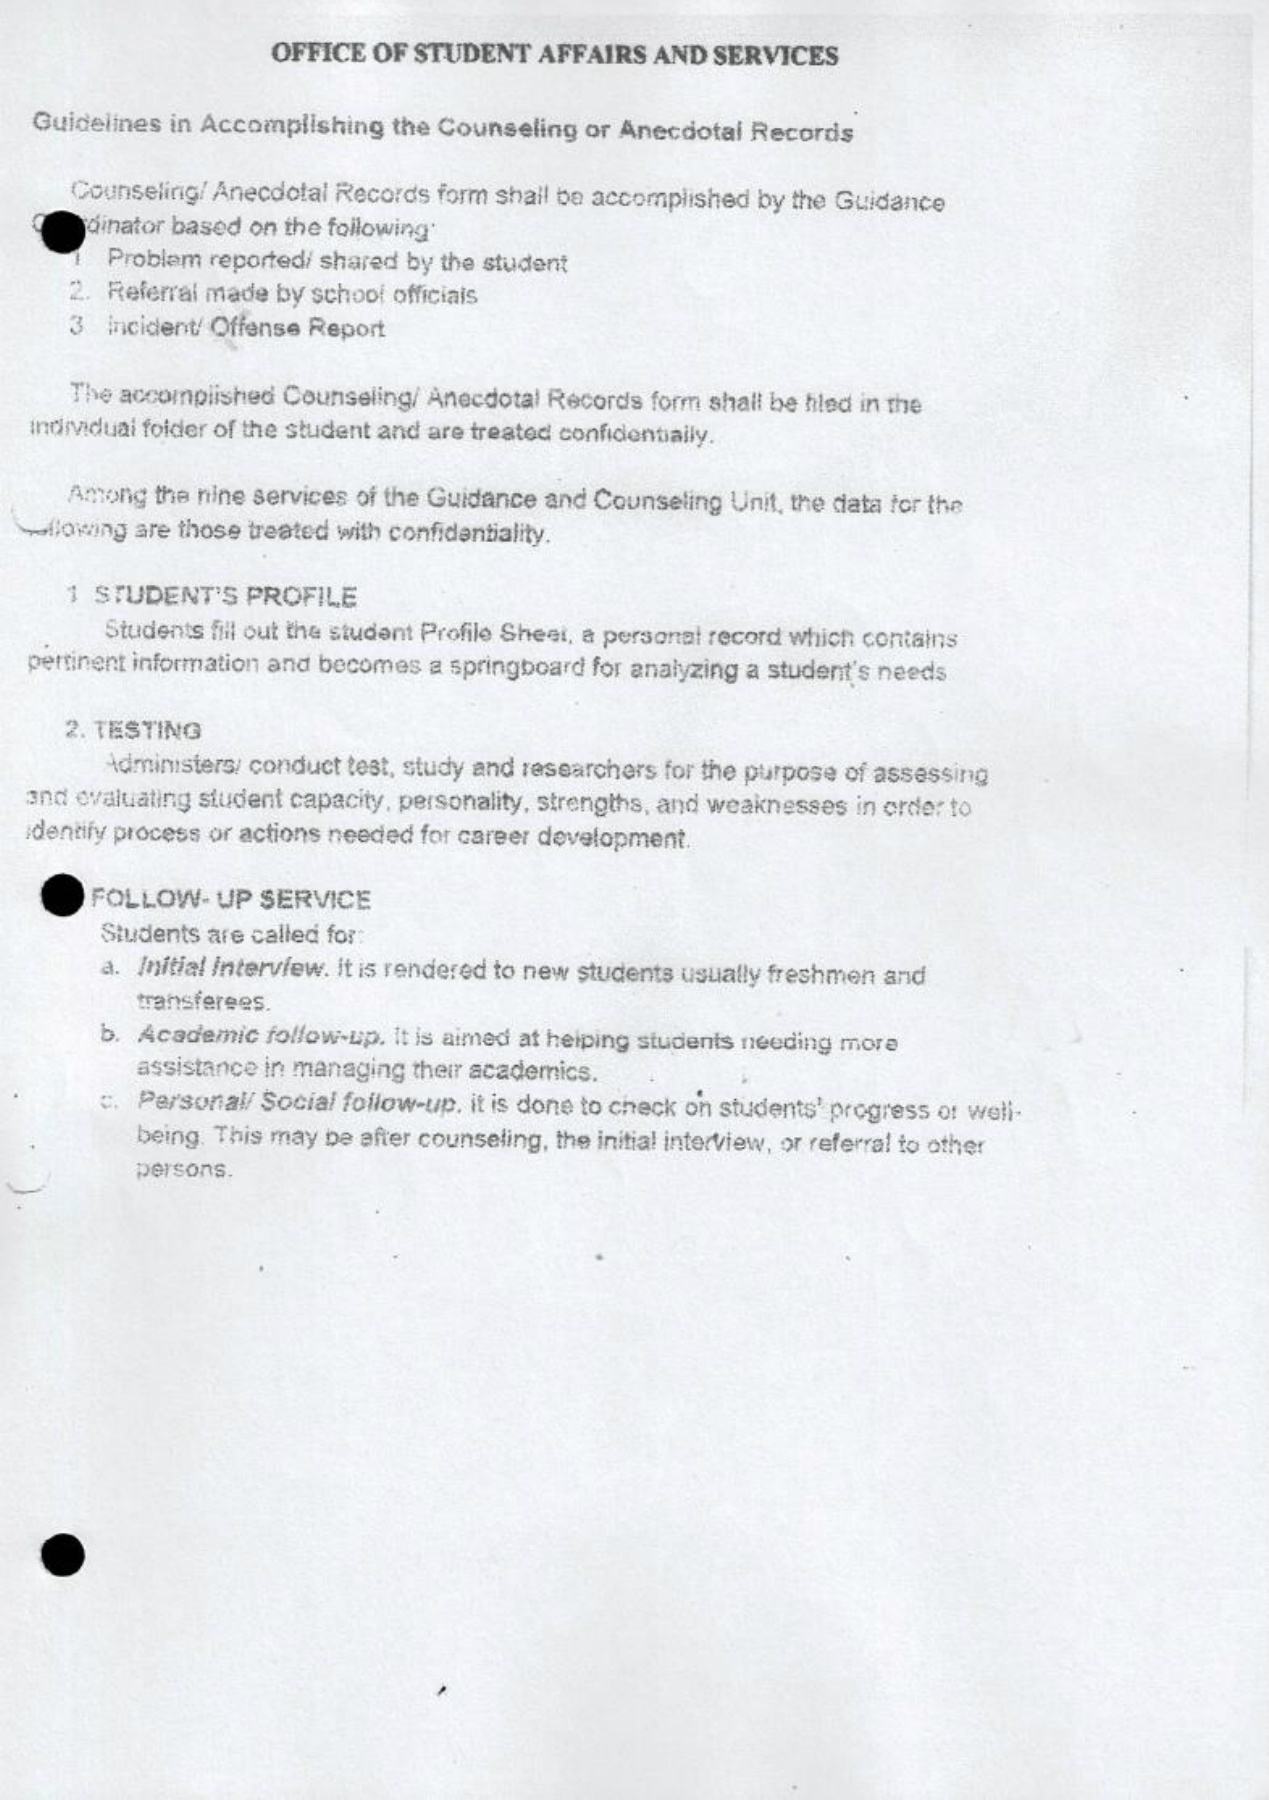 OFFICE OF STUDENT AFFAIRS AND SERVICES
Guidelines in Accomplishing the Counseling or Anecdotal Records
Counseling/ Anecdotal Records form shall be accomplished by the Guidance
dinator based on the following:
1 Problem reported/ shared by the student
2. Referral made by school officials
3 Incident/ Offense Report
The accomplished Counseling/ Anecdotal Records form shall be filed in the
individual folder of the student and are treated confidentially.
Among the nine services of the Guidance and Counseling Unit, the data for the
llowing are those treated with confidentiality.
1 STUDENT'S PROFILE
Students fill out the student Profile Sheet, a personal record which contains
pertinent information and becomes a springboard for analyzing a student's needs
2. TESTING
Administers/ conduct test, study and researchers for the purpose of assessing
and evaluating student capacity, personality, strengths, and weaknesses in order to
identify process or actions needed for career development.
FOLLOW- UP SERVICE
Students are called for:
a. Initial Interview. It is rendered to new students usually freshmen and
transferees.
b. Academic follow-up. It is aimed at helping students needing more
assistance in managing their academics.
c. Personal/ Social follow-up. it is done to check on students' progress or well-
being. This may be after counseling, the initial interview, or referral to other
persons.